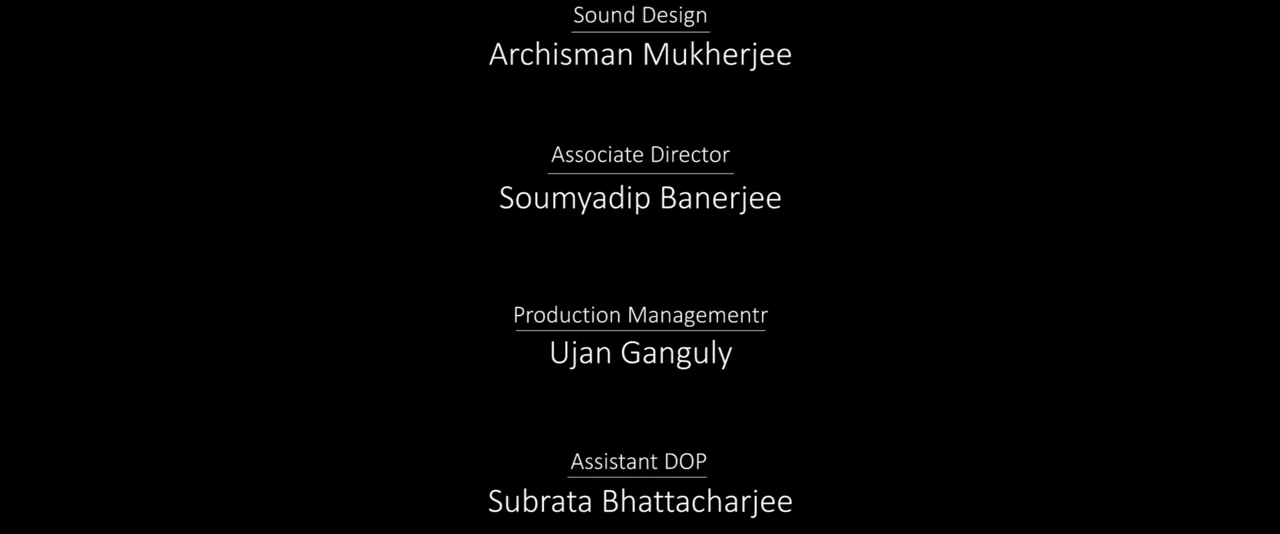 Sound Design
Archisman Mukherjee
Associate Director
Soumyadip Banerjee
Production Managementr
Ujan Ganguly
Assistant DOP
Subrata Bhattacharjee